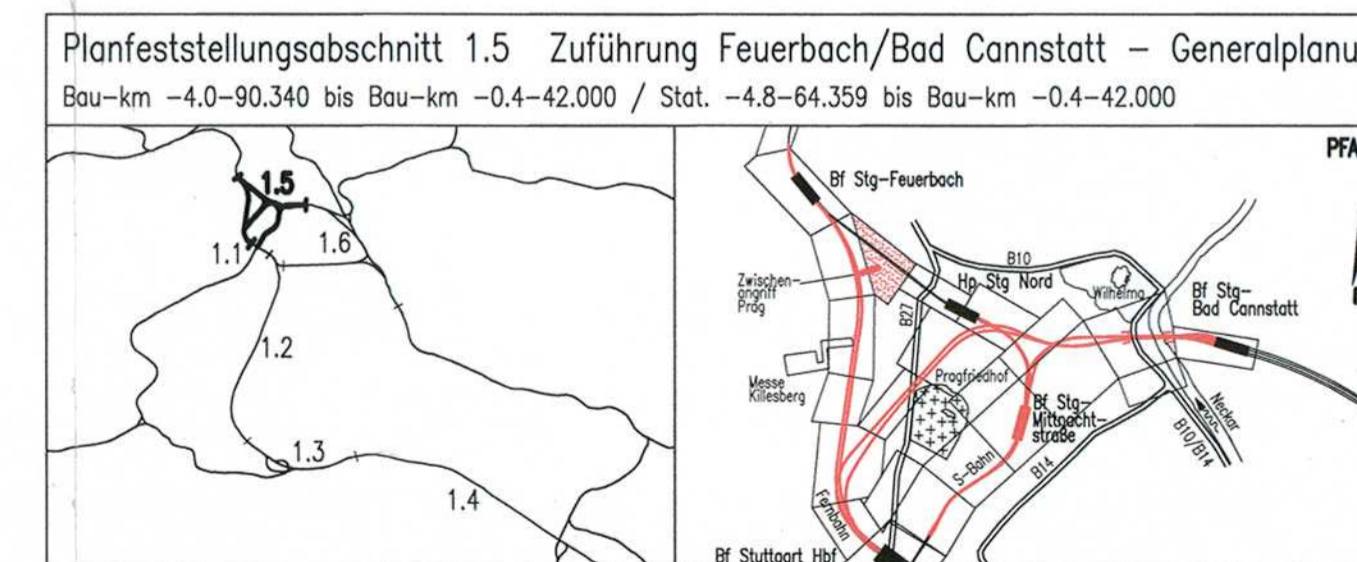 Planfeststellungsabschnitt 1.5 Zuführung Feuerbach/Bad Cannstatt – Generalplanu
Bau-km -4.0-90.340 bis Bau-km -0.4-42.000 / Stat. -4.8-64.359 bis Bau-km -0.4-42.000
1.5
1.1
1.6
1.2
1.3
1.4
PFA
Bf Stg-Feuerbach
B10
Hp Stg Nord
Wilhelma
Zwischen-
angriff
Prag
B27
Bf Stg-
Bad Cannstatt
Messe
Killesberg
Pragfriedhof
Bf Stg-
Mittnacht-
straße
Neckar
B10/B14
S-Bahn
B14
Fernbahn
Bf Stuttgart Hbf